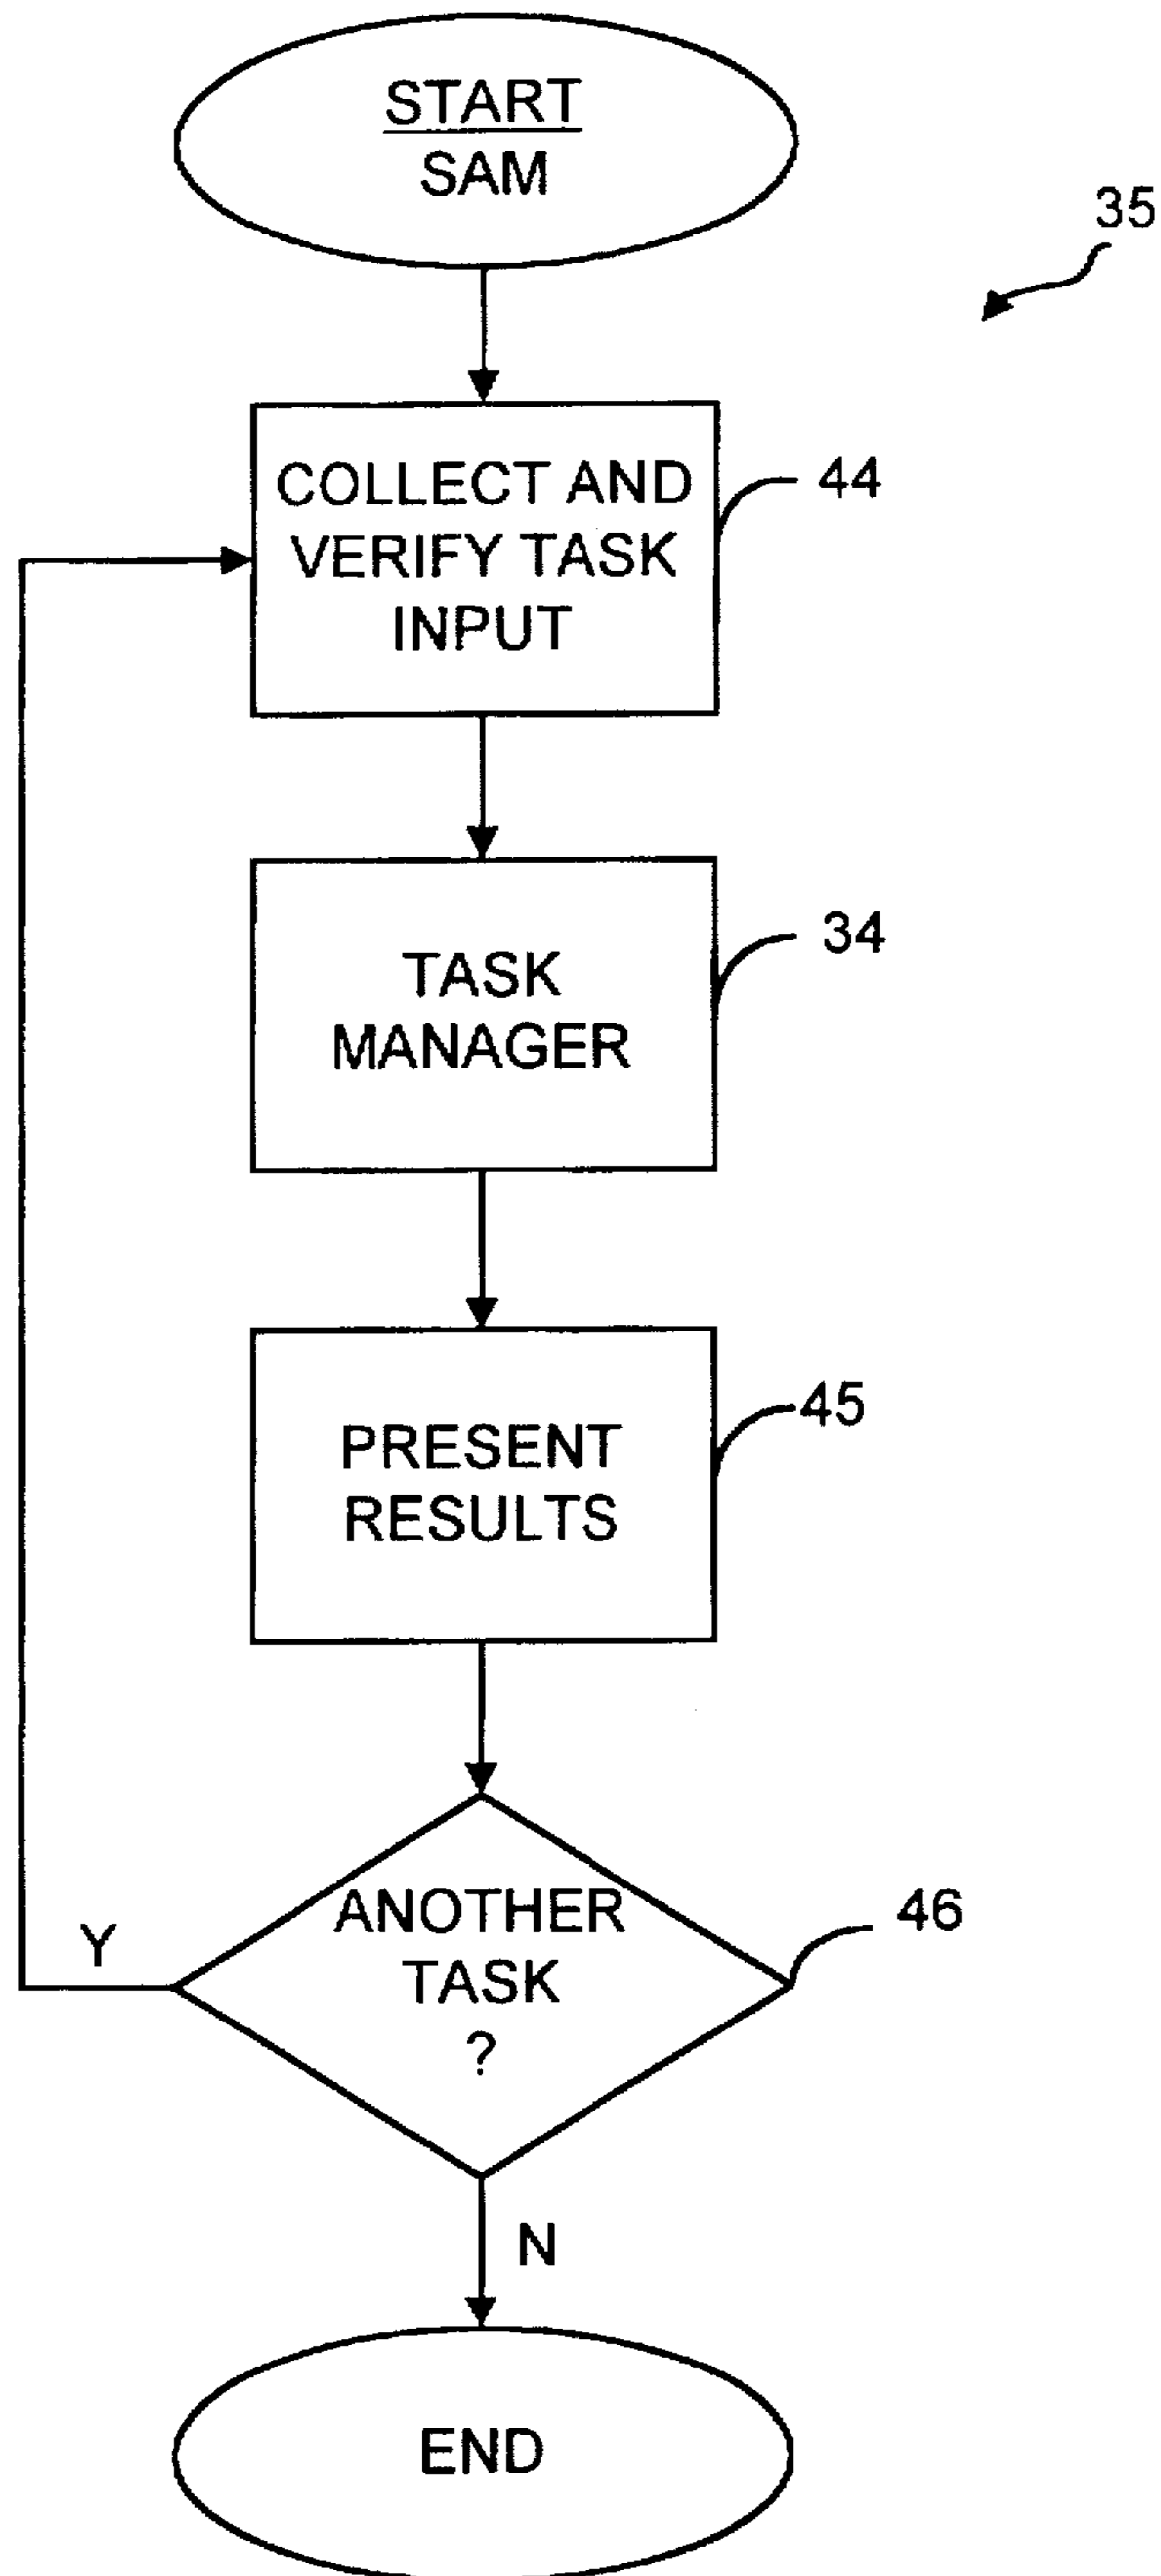 START
SAM
35
COLLECT AND
VERIFY TASK
INPUT
44
TASK
MANAGER
34
PRESENT
RESULTS
45
ANOTHER
TASK
?
46
Y
N
END